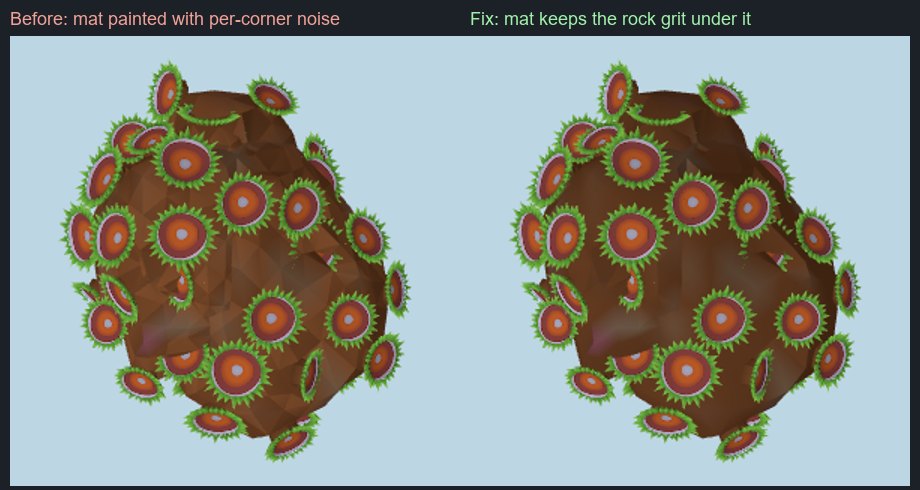 Before: mat painted with per-corner noise
Fix: mat keeps the rock grit under it